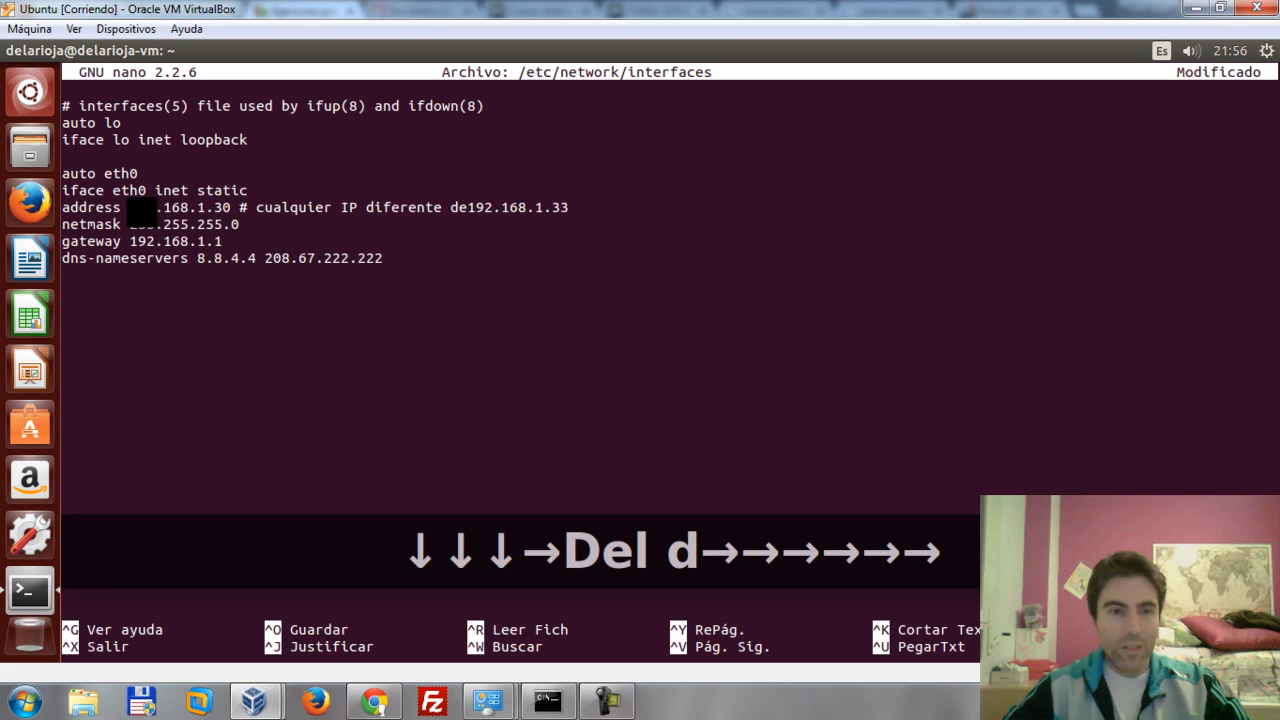 Ubuntu [Corriendo] - Oracle VM VirtualBox
Máquina Ver Dispositivos Ayuda
delarioja@delarioja-vm: ~ Es 21:56
GNU nano 2.2.6 Archivo: /etc/network/interfaces Modificado
# interfaces(5) file used by ifup(8) and ifdown(8)
auto lo
iface lo inet loopback
auto eth0
iface eth0 inet static
address .168.1.30 # cualquier IP diferente de192.168.1.33
netmask .255.255.0
gateway 192.168.1.1
dns-nameservers 8.8.4.4 208.67.222.222
↓↓↓→Del d→→→→→→
^G Ver ayuda ^O Guardar ^R Leer Fich ^Y RePág. ^K Cortar Tex
^X Salir ^J Justificar ^W Buscar ^V Pág. Sig. ^U PegarTxt